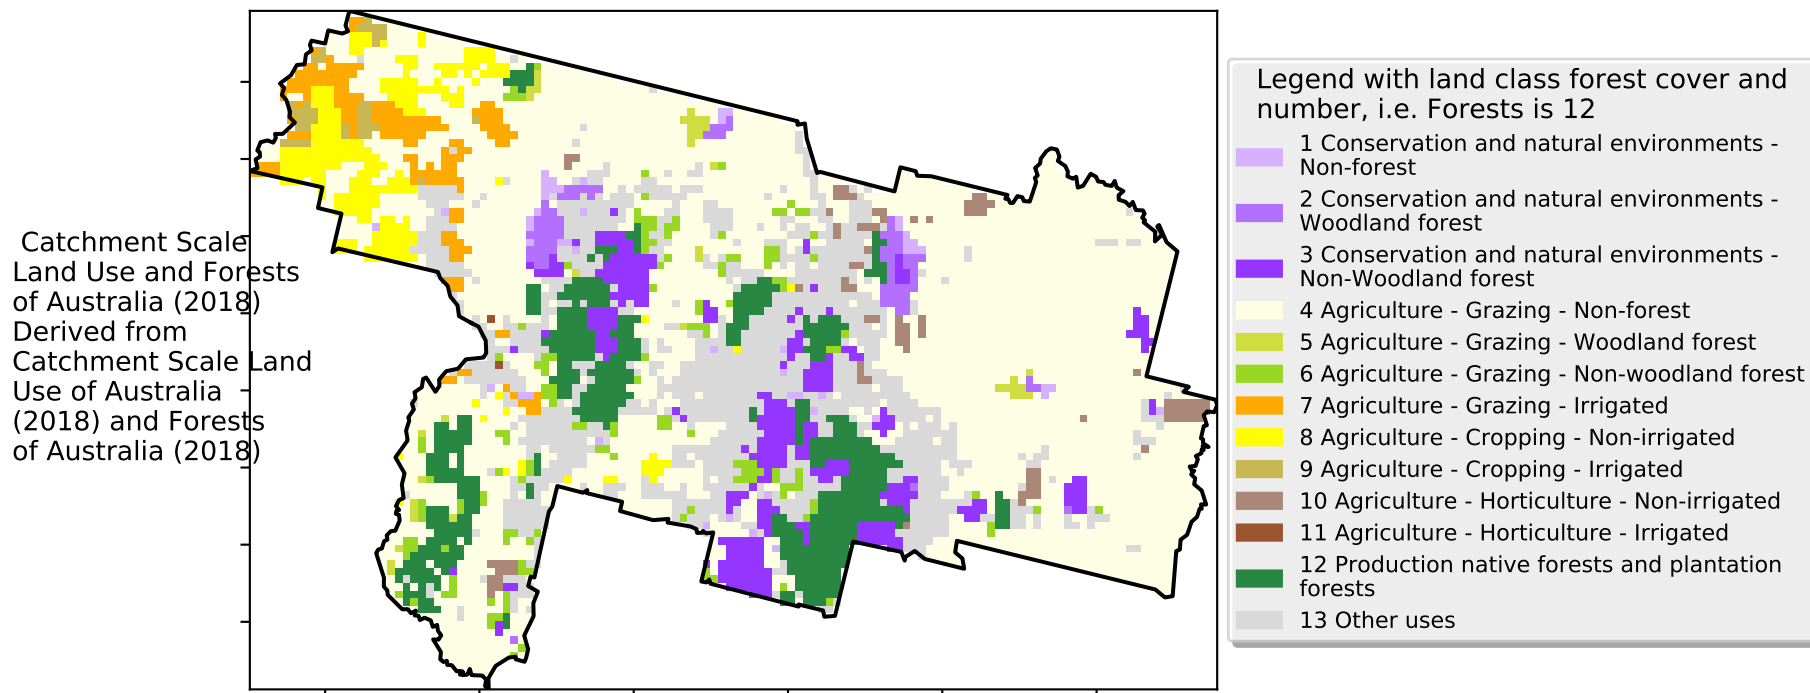 Catchment Scale
Land Use and Forests
of Australia (2018)
Derived from
Catchment Scale Land
Use of Australia
(2018) and Forests
of Australia (2018)
Legend with land class forest cover and
number, i.e. Forests is 12
1 Conservation and natural environments -
Non-forest
2 Conservation and natural environments -
Woodland forest
3 Conservation and natural environments -
Non-Woodland forest
4 Agriculture - Grazing - Non-forest
5 Agriculture - Grazing - Woodland forest
6 Agriculture - Grazing - Non-woodland forest
7 Agriculture - Grazing - Irrigated
8 Agriculture - Cropping - Non-irrigated
9 Agriculture - Cropping - Irrigated
10 Agriculture - Horticulture - Non-irrigated
11 Agriculture - Horticulture - Irrigated
12 Production native forests and plantation
forests
13 Other uses